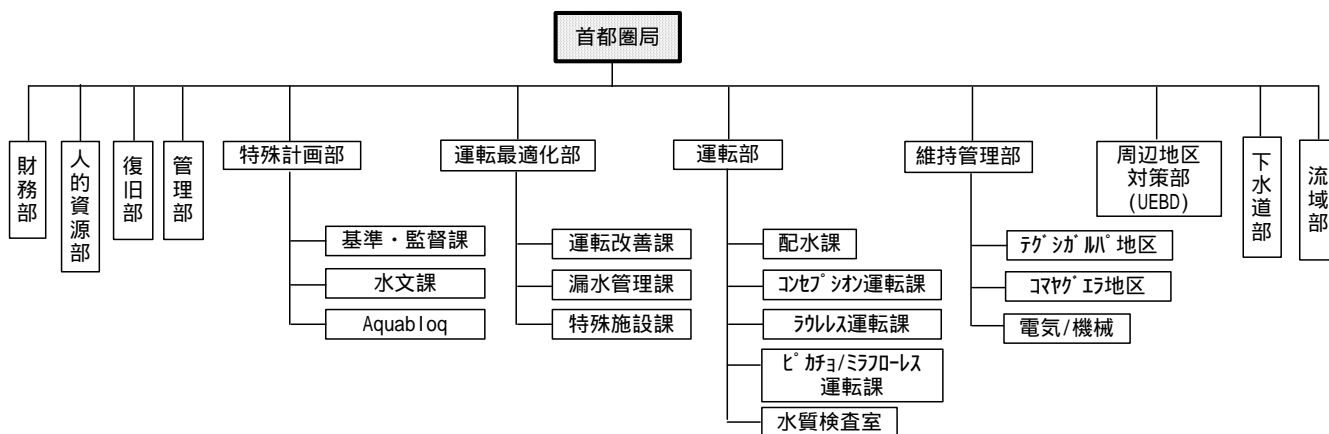 首都圏局
財務部
人的資源部
復旧部
管理部
特殊計画部
運転最適化部
運転部
維持管理部
周辺地区
対策部
(UEBD)
下水道部
流域部
基準・監督課
水文課
Aquabloq
運転改善課
漏水管理課
特殊施設課
配水課
ｺﾝｾﾌﾟｼｵﾝ運転課
ﾗｳﾙﾚｽ運転課
ﾋﾟｶﾁｮ/ﾐﾗﾌﾛｰﾚｽ
運転課
水質検査室
ﾃｸﾞｼｶﾞﾙﾊﾟ地区
ｺﾏﾔｸﾞｴﾗ地区
電気/機械